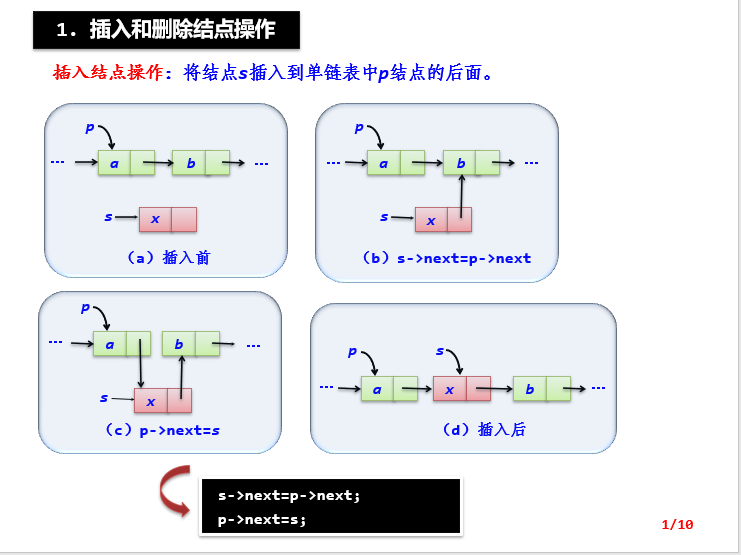 1. 插入和删除结点操作
插入结点操作：将结点s插入到单链表中p结点的后面。
p
… a b …
s x
（a）插入前
p
… a b …
s x
（b）s->next=p->next
p
… a b …
s x
（c）p->next=s
p s
… a x b …
（d）插入后
s->next=p->next;
p->next=s;
1/10